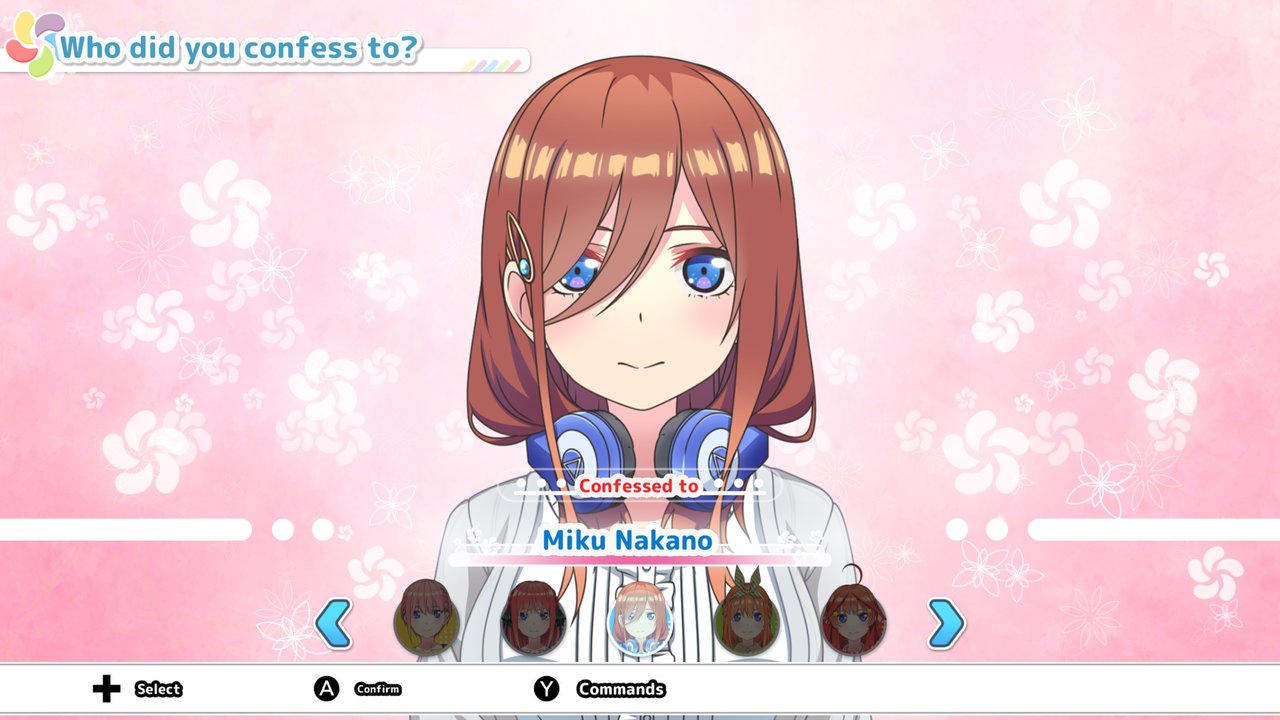 Who did you confess to?
Confessed to
Miku Nakano
Select
A Confirm
Y Commands